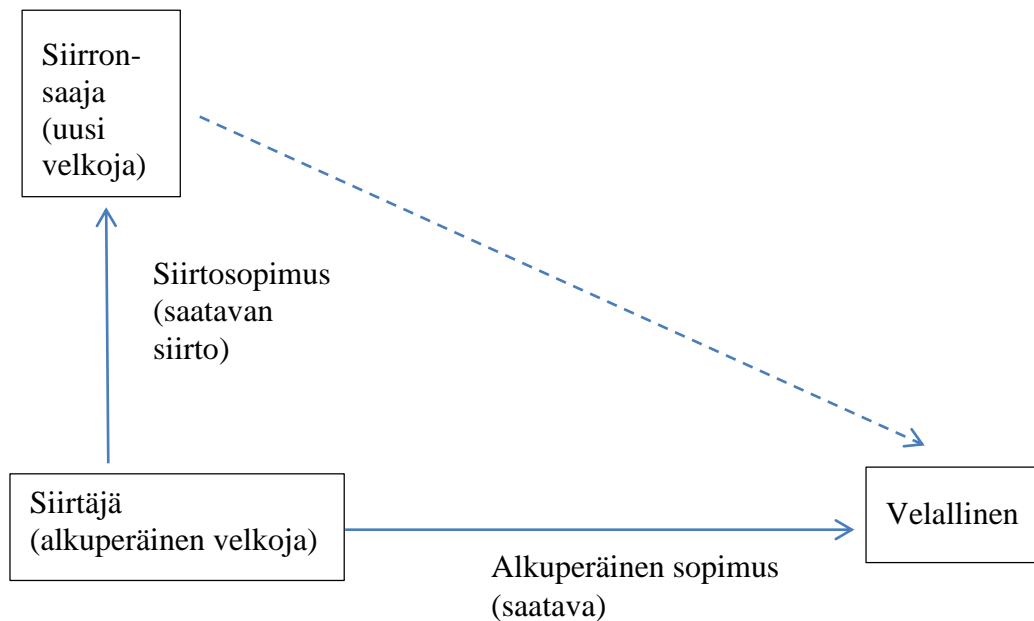 Siirron-
saaja
(uusi
velkoja)
Siirtosopimus
(saatavan
siirto)
Siirtäjä
(alkuperäinen velkoja)
Velallinen
Alkuperäinen sopimus
(saatava)